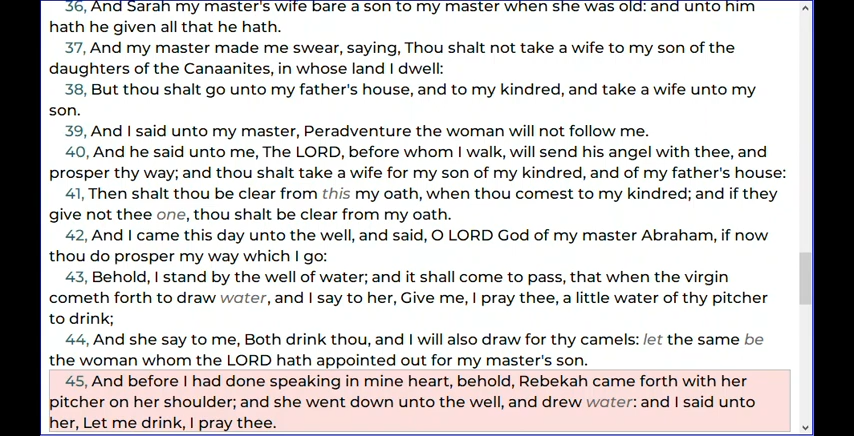 36, And Sarah my master's wife bare a son to my master when she was old: and unto him
hath he given all that he hath.
37, And my master made me swear, saying, Thou shalt not take a wife to my son of the
daughters of the Canaanites, in whose land I dwell:
38, But thou shalt go unto my father's house, and to my kindred, and take a wife unto my
son.
39, And I said unto my master, Peradventure the woman will not follow me.
40, And he said unto me, The LORD, before whom I walk, will send his angel with thee, and
prosper thy way; and thou shalt take a wife for my son of my kindred, and of my father's house:
41, Then shalt thou be clear from this my oath, when thou comest to my kindred; and if they
give not thee one, thou shalt be clear from my oath.
42, And I came this day unto the well, and said, O LORD God of my master Abraham, if now
thou do prosper my way which I go:
43, Behold, I stand by the well of water; and it shall come to pass, that when the virgin
cometh forth to draw water, and I say to her, Give me, I pray thee, a little water of thy pitcher
to drink;
44, And she say to me, Both drink thou, and I will also draw for thy camels: let the same be
the woman whom the LORD hath appointed out for my master's son.
45, And before I had done speaking in mine heart, behold, Rebekah came forth with her
pitcher on her shoulder; and she went down unto the well, and drew water: and I said unto
her, Let me drink, I pray thee.